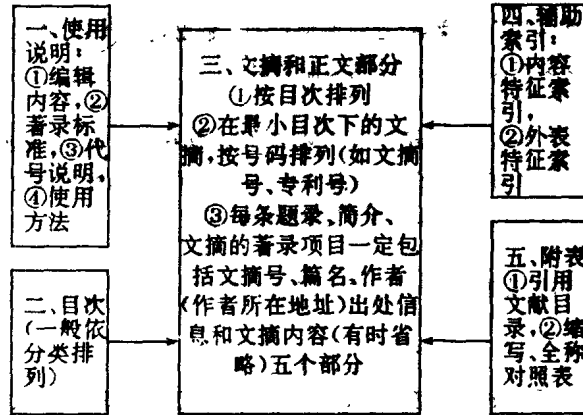 一、使用
说明：
①编辑
内容，②
著录标
准，③代
号说明，
④使用
方法
二、目次
（一般依
分类排
列）
三、文摘和正文部分
①按目次排列
②在最小目次下的文
摘，按号码排列（如文摘
号、专利号）
③每条题录、简介、
文摘的著录项目一定包
括文摘号、篇名、作者
（作者所在地址）出处信
息和文摘内容（有时省
略）五个部分
四、辅助
索引：
①内容
特征索
引，
②外表
特征索
引
五、附表
①引用
文献目
录，②缩
写、全称
对照表